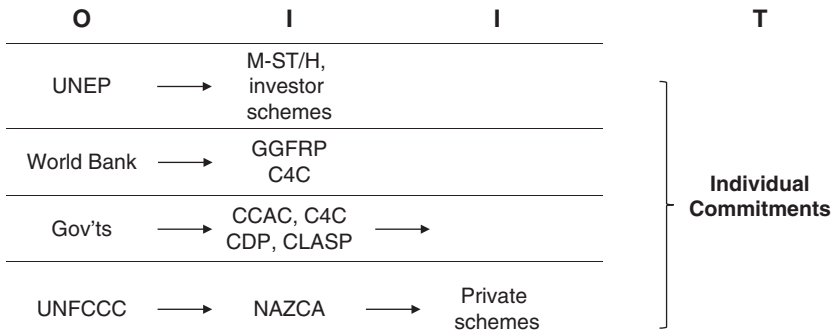 O I I T
M-ST/H,
UNEP investor
schemes
World Bank GGFRP
C4C
Individual
Commitments
Gov'ts CCAC, C4C
CDP, CLASP
UNFCCC NAZCA Private
schemes